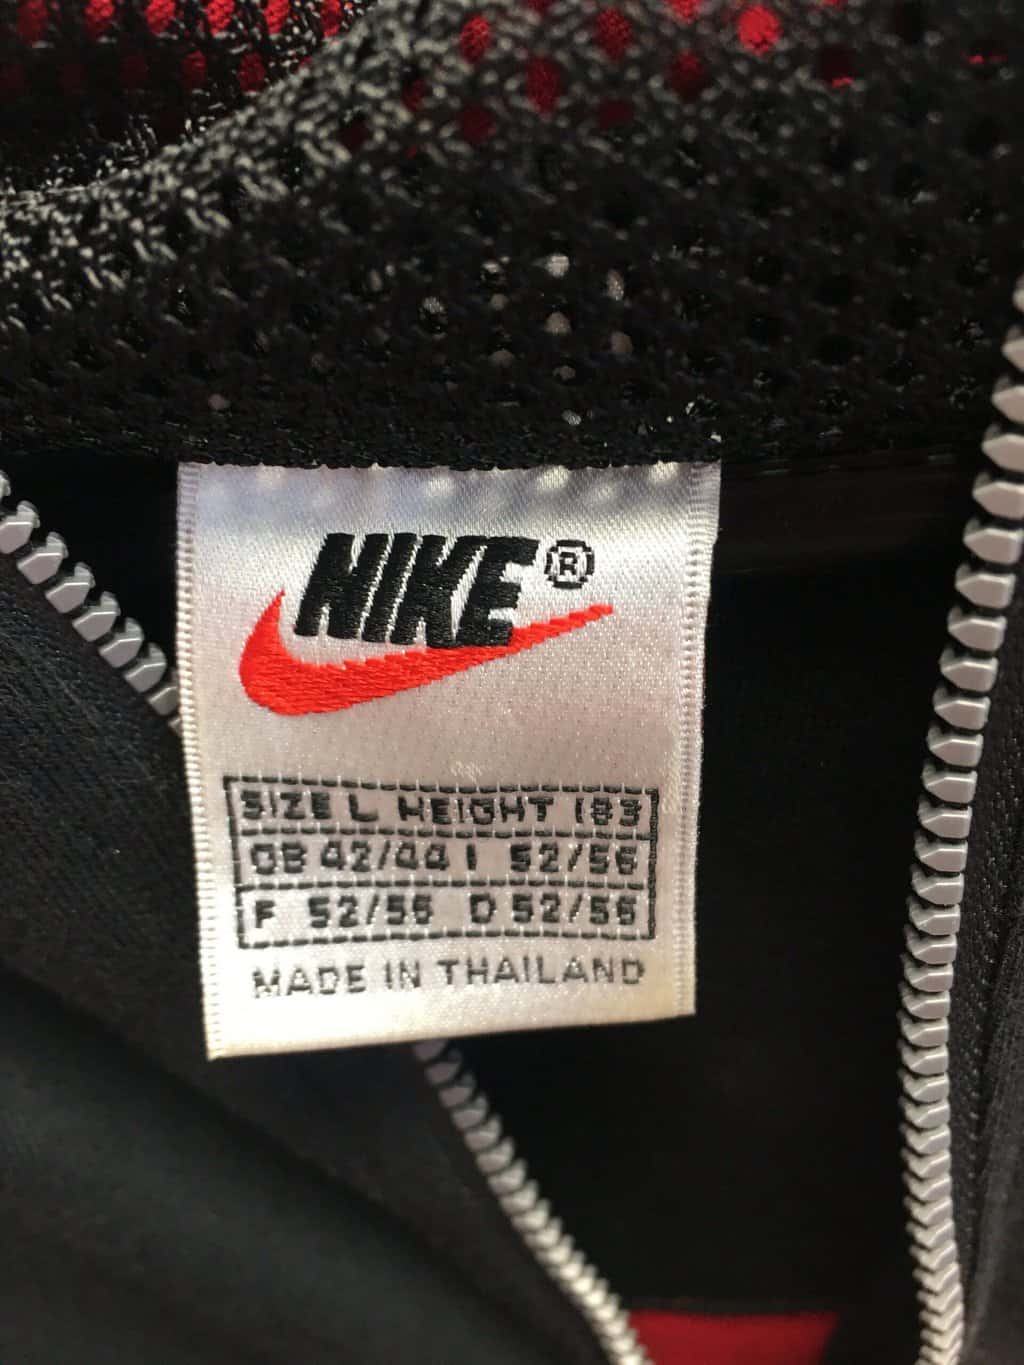 NIKE®
SIZE L HEIGHT 183
GB 42/44 I 52/56
F 52/56 D 52/56
MADE IN THAILAND